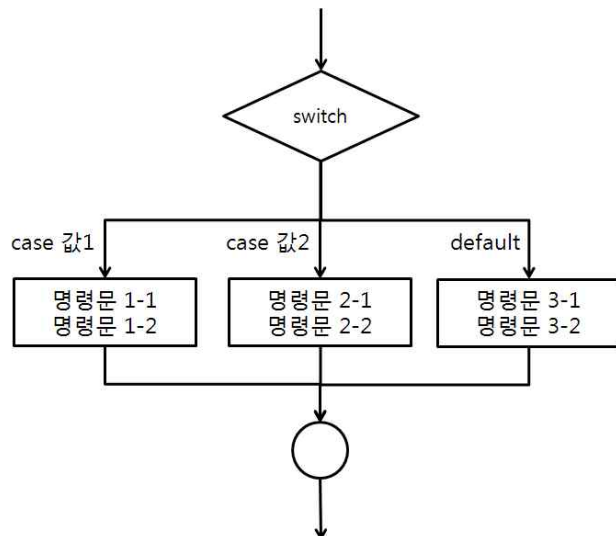 switch
case 값1
case 값2
default
명령문 1-1
명령문 1-2
명령문 2-1
명령문 2-2
명령문 3-1
명령문 3-2